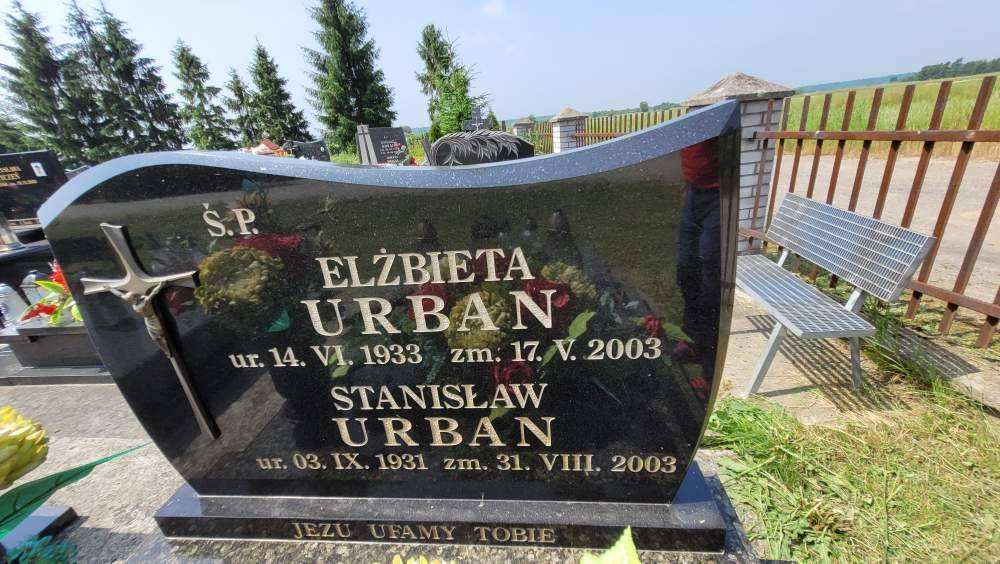 Ś.P.
ELŻBIETA
URBAN
ur. 14. VI. 1933 zm. 17. V. 2003
STANISŁAW
URBAN
ur. 03. IX. 1931 zm. 31. VIII. 2003
JEZU UFAMY TOBIE